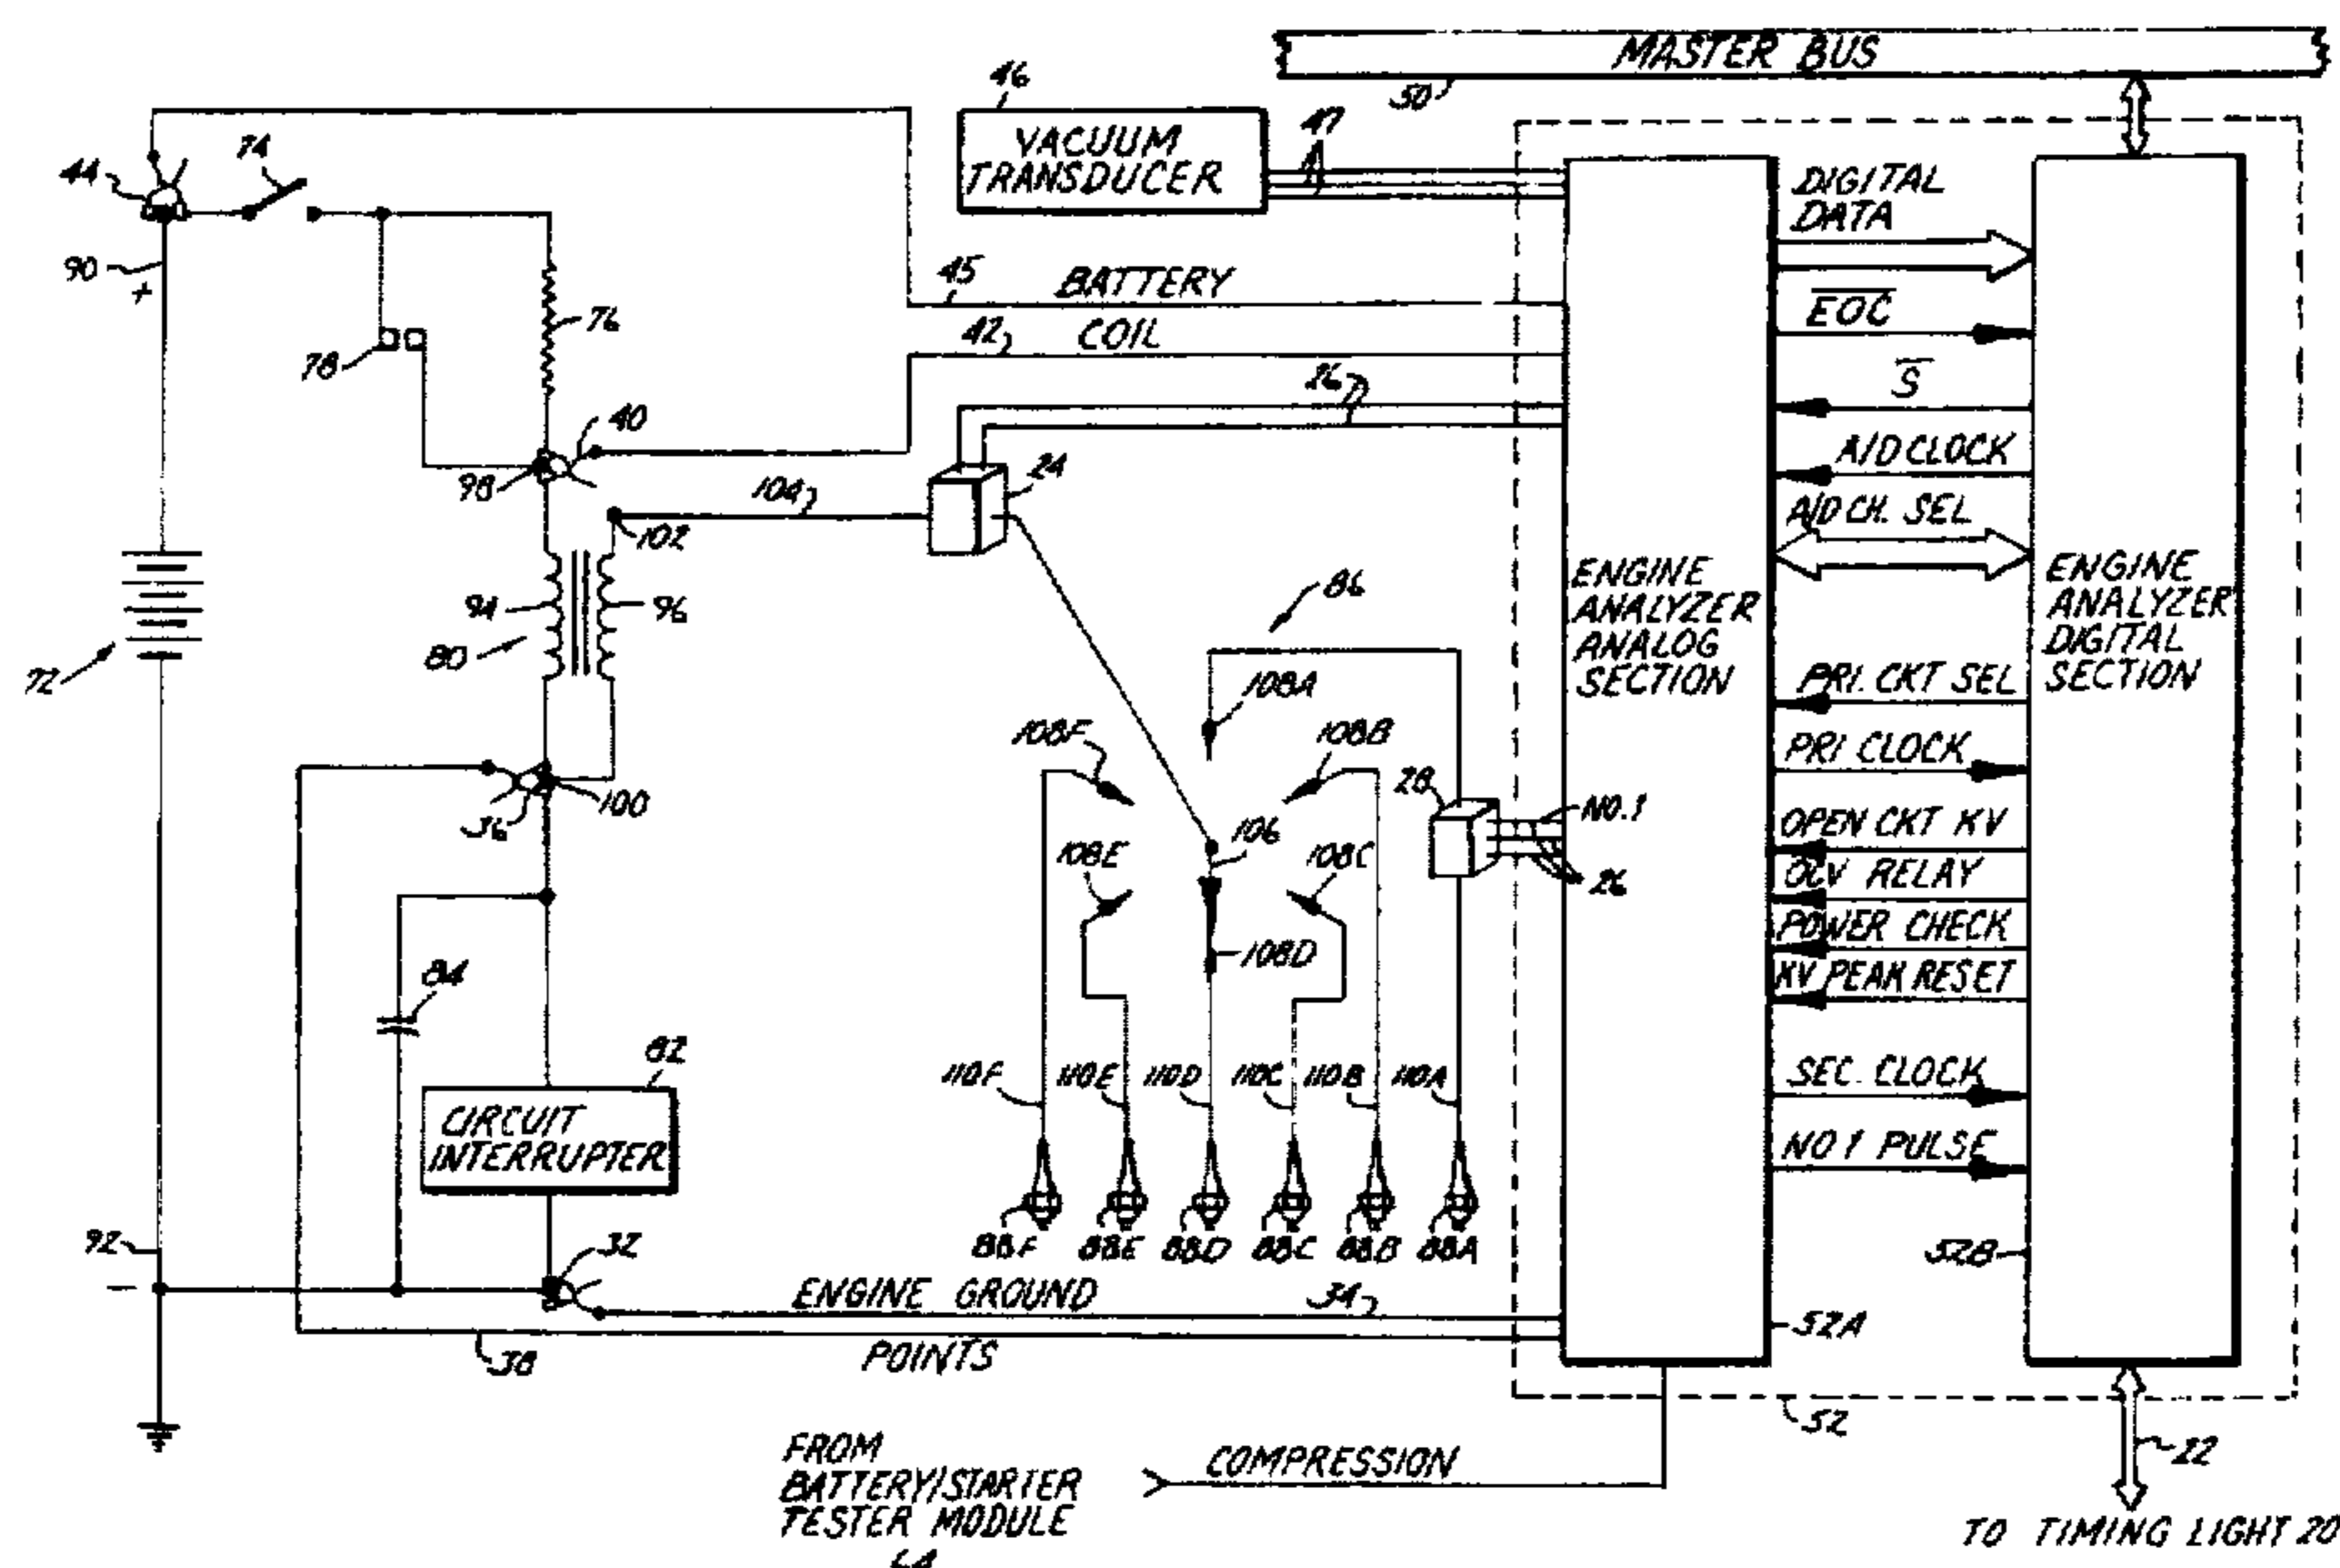 MASTER BUS
50
46
VACUUM
TRANSDUCER
47
44
74
90
+
76
78
45 BATTERY
42 COIL
26
40
98
104
102
24
94
96
80
72
86
108A
108F
108B
28
NO. 1
36
100
106
108E
108C
26
108D
84
82
CIRCUIT
INTERRUPTER
110F 110E 110D 110C 110B 110A
88F 88E 88D 88C 88B 88A
92
−
32
ENGINE GROUND
34
38
POINTS
DIGITAL
DATA
EOC
S
A/D CLOCK
A/D CH. SEL
ENGINE
ANALYZER
ANALOG
SECTION
ENGINE
ANALYZER
DIGITAL
SECTION
PRI. CKT SEL
PRI CLOCK
OPEN CKT KV
OCV RELAY
POWER CHECK
KV PEAK RESET
SEC. CLOCK
NO 1 PULSE
52B
52A
52
22
FROM
BATTERY/STARTER
TESTER MODULE
COMPRESSION
TO TIMING LIGHT 20